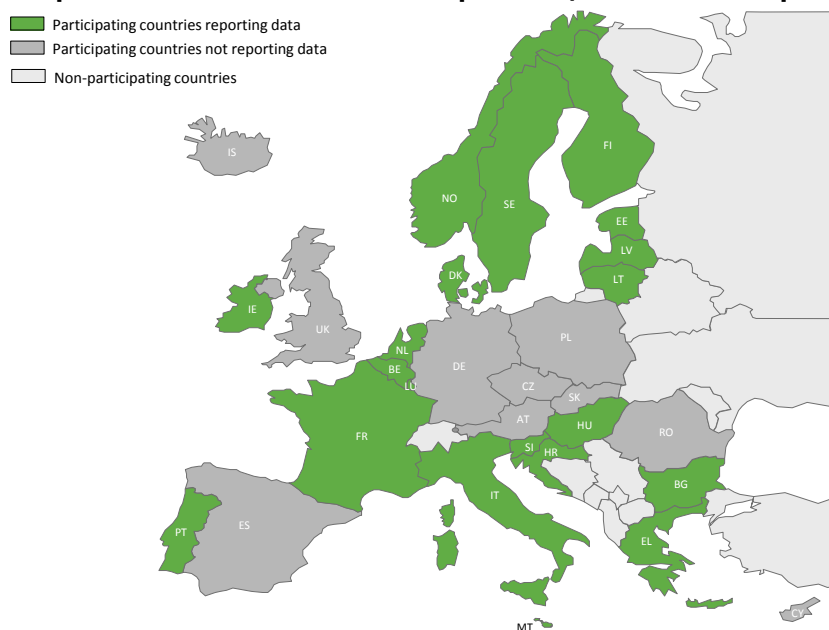 Participating countries reporting data
Participating countries not reporting data
Non-participating countries
IS
FI
NO
SE
EE
LV
LT
DK
IE
UK
NL
BE
LU
DE
PL
CZ
SK
AT
HU
FR
SI
HR
RO
IT
BG
PT
ES
EL
MT
CY